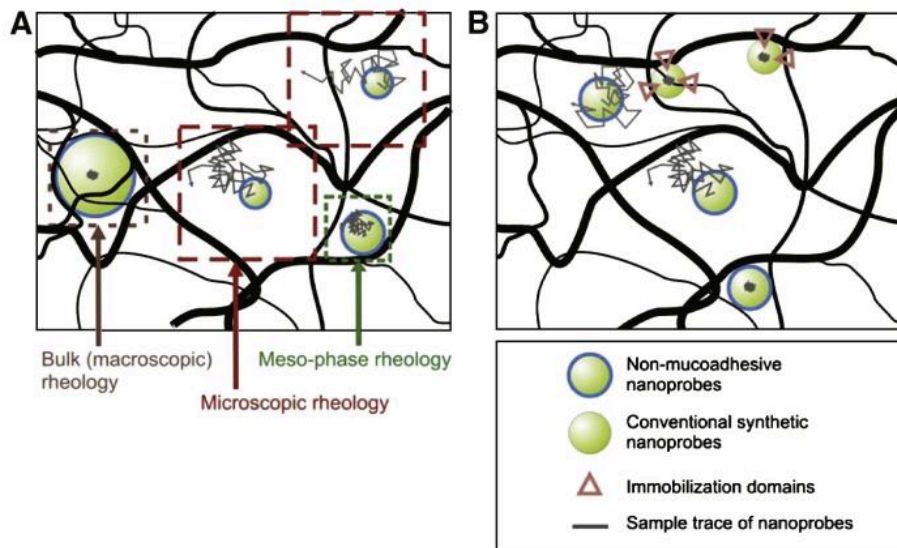 A
B
Bulk (macroscopic)
rheology
Meso-phase rheology
Microscopic rheology
Non-mucoadhesive
nanoprobes
Conventional synthetic
nanoprobes
Immobilization domains
Sample trace of nanoprobes